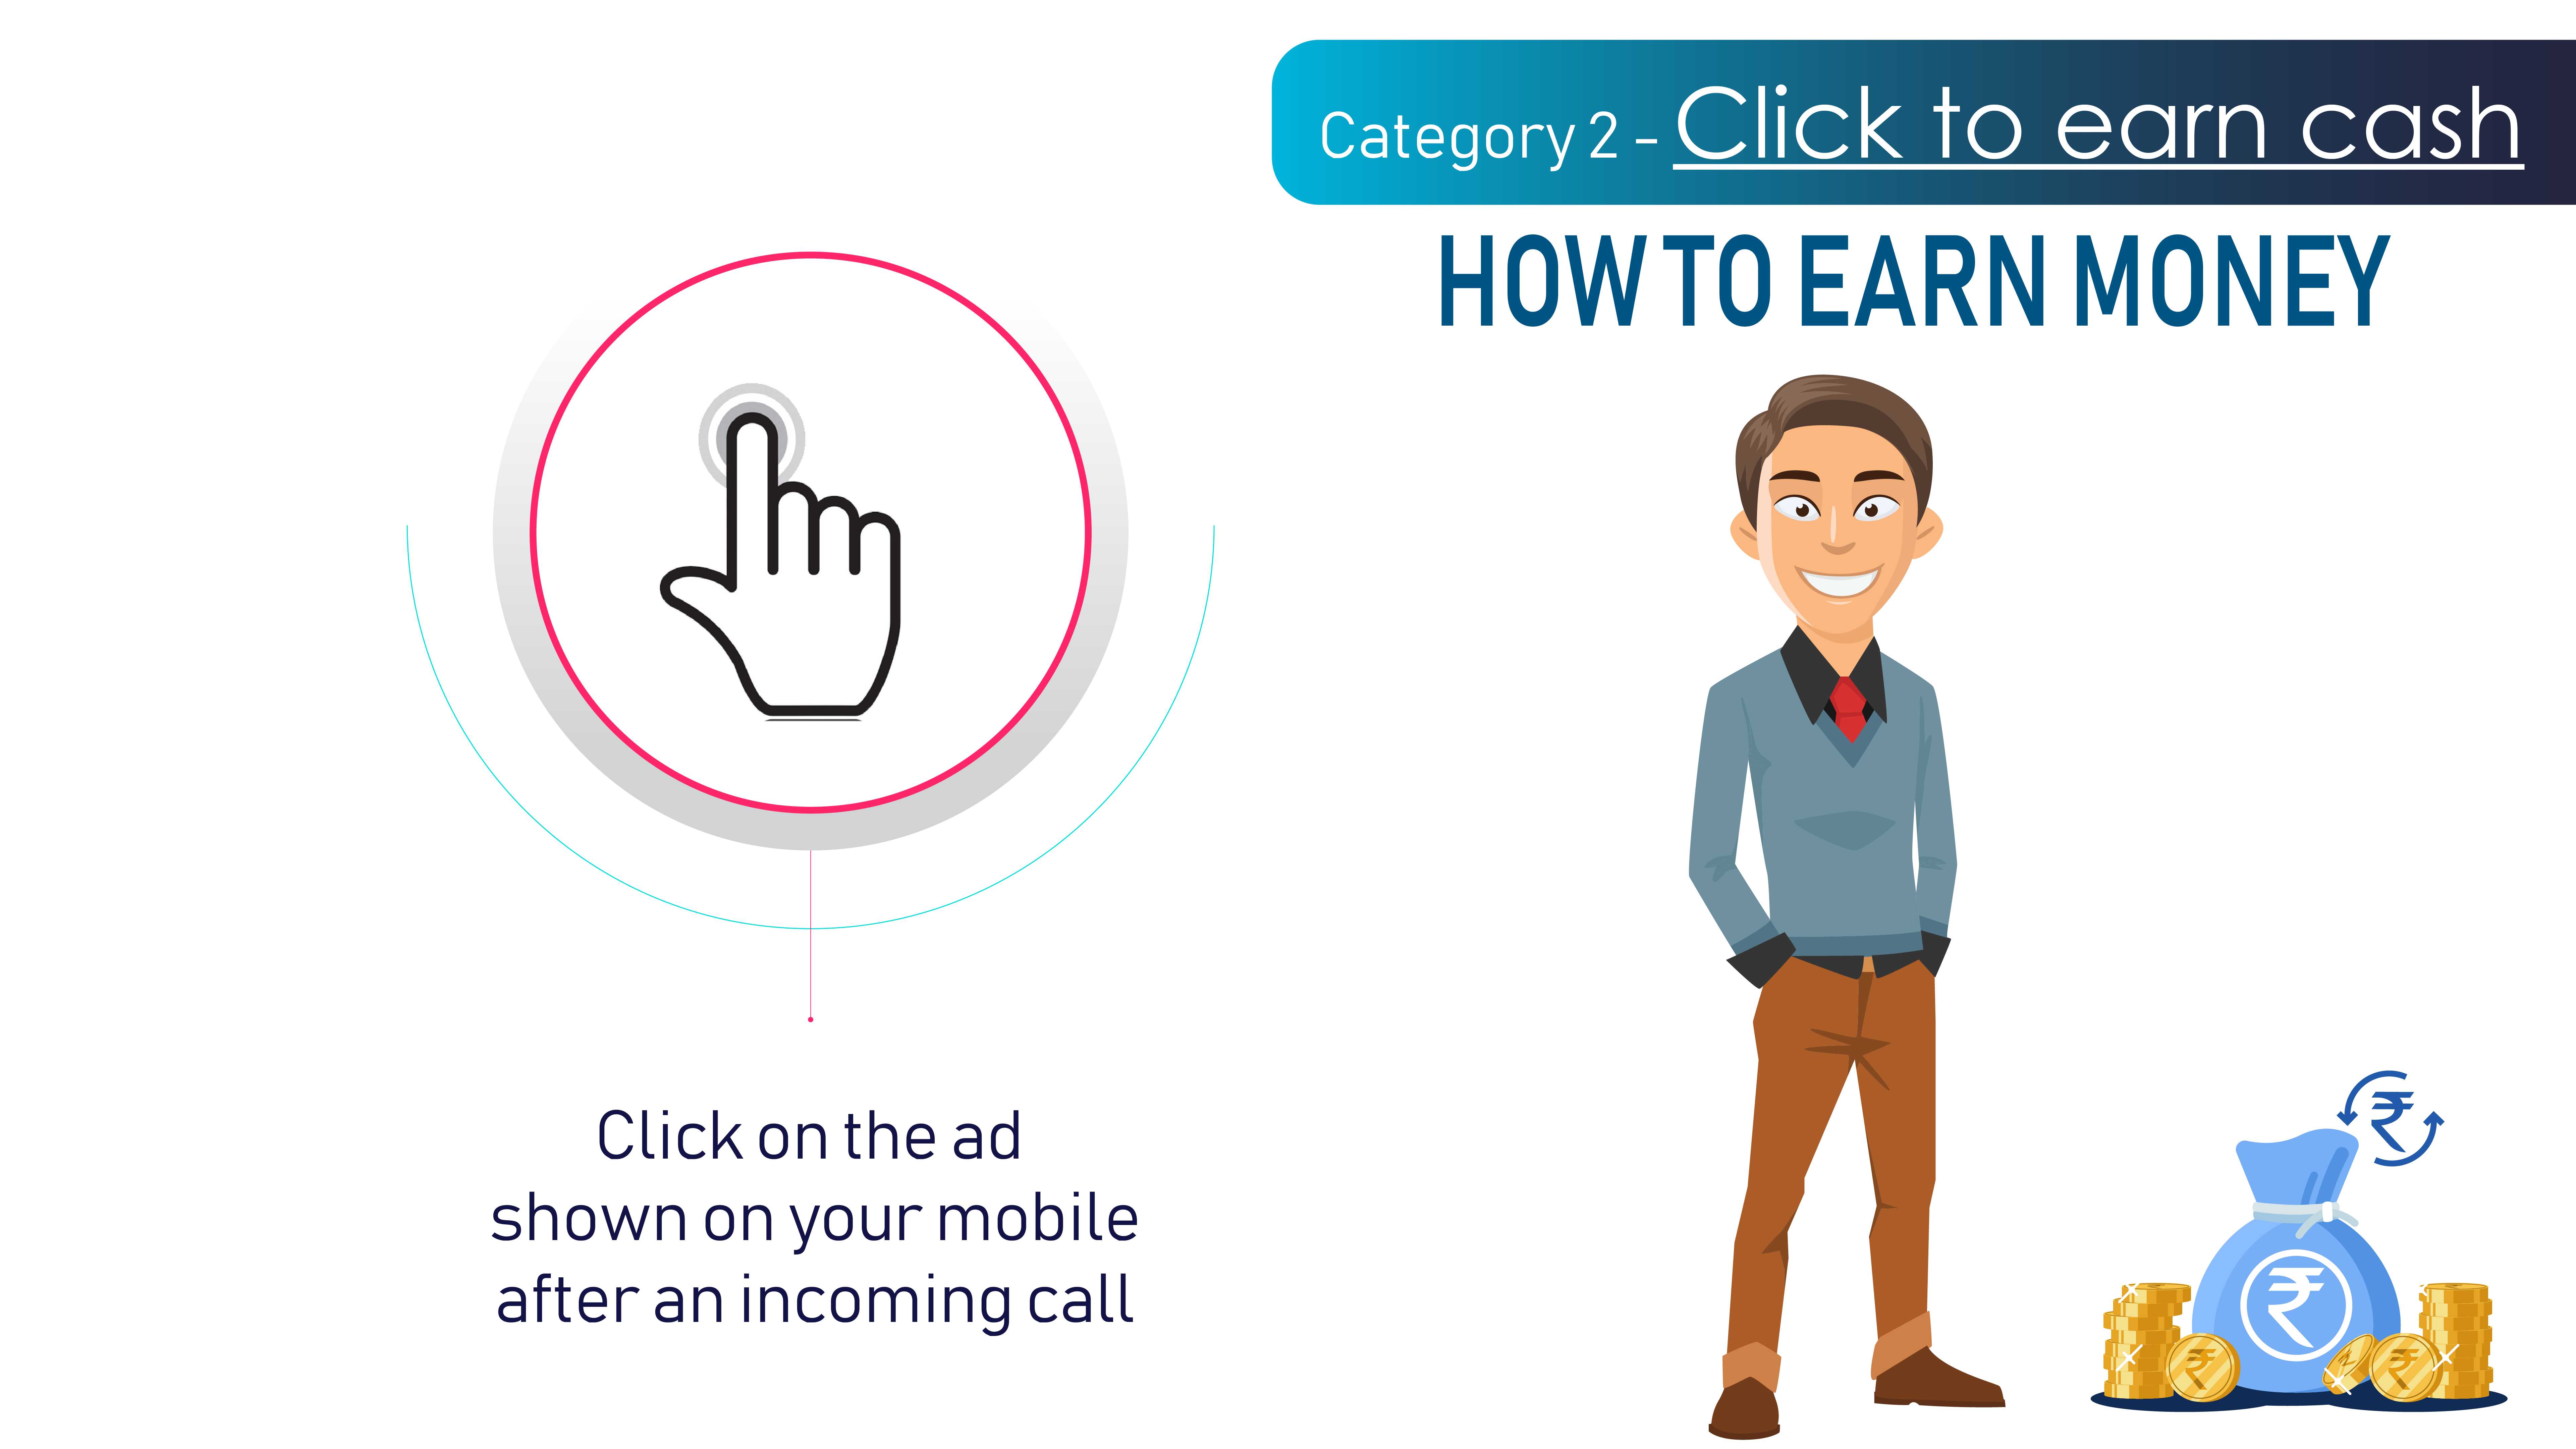 Category 2 - Click to earn cash
HOW TO EARN MONEY
Click on the ad
shown on your mobile
after an incoming call
₹
₹
₹
₹
₹